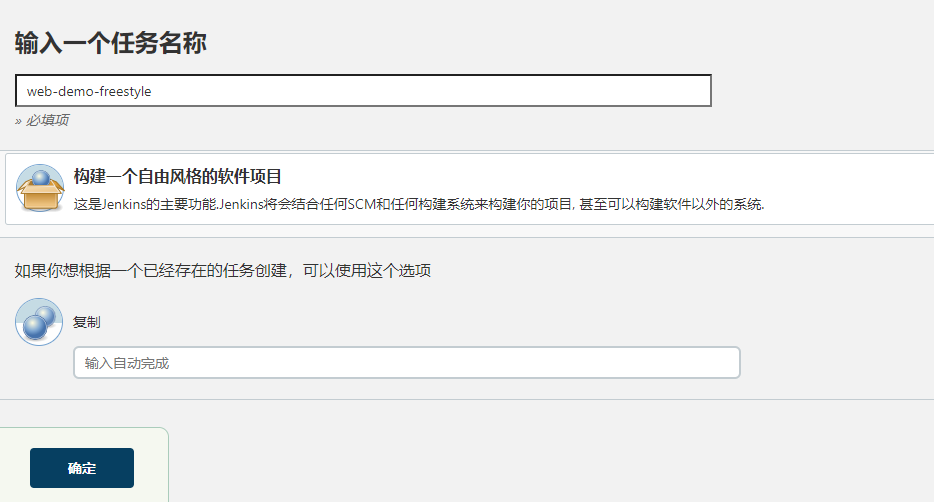 输入一个任务名称
web-demo-freestyle
» 必填项
构建一个自由风格的软件项目
这是Jenkins的主要功能.Jenkins将会结合任何SCM和任何构建系统来构建你的项目, 甚至可以构建软件以外的系统.
如果你想根据一个已经存在的任务创建，可以使用这个选项
复制
输入自动完成
确定